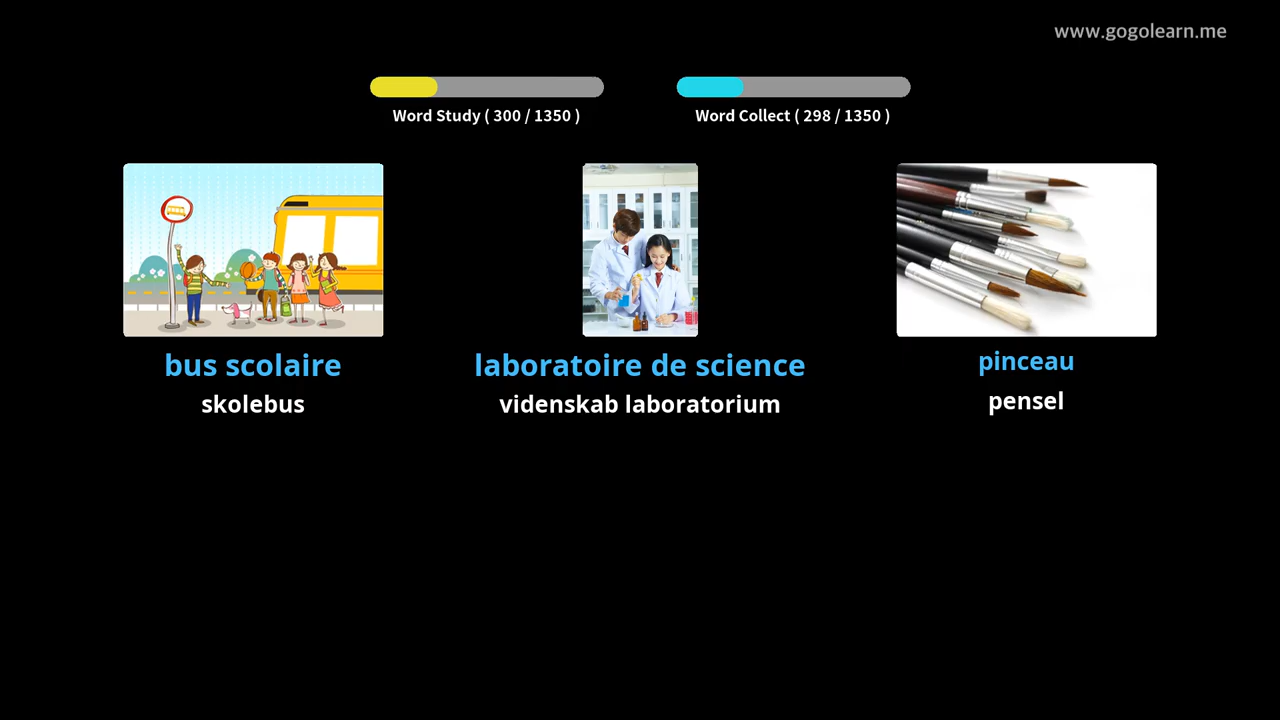 www.gogolearn.me
Word Study ( 300 / 1350 )
Word Collect ( 298 / 1350 )
bus scolaire
skolebus
laboratoire de science
videnskab laboratorium
pinceau
pensel